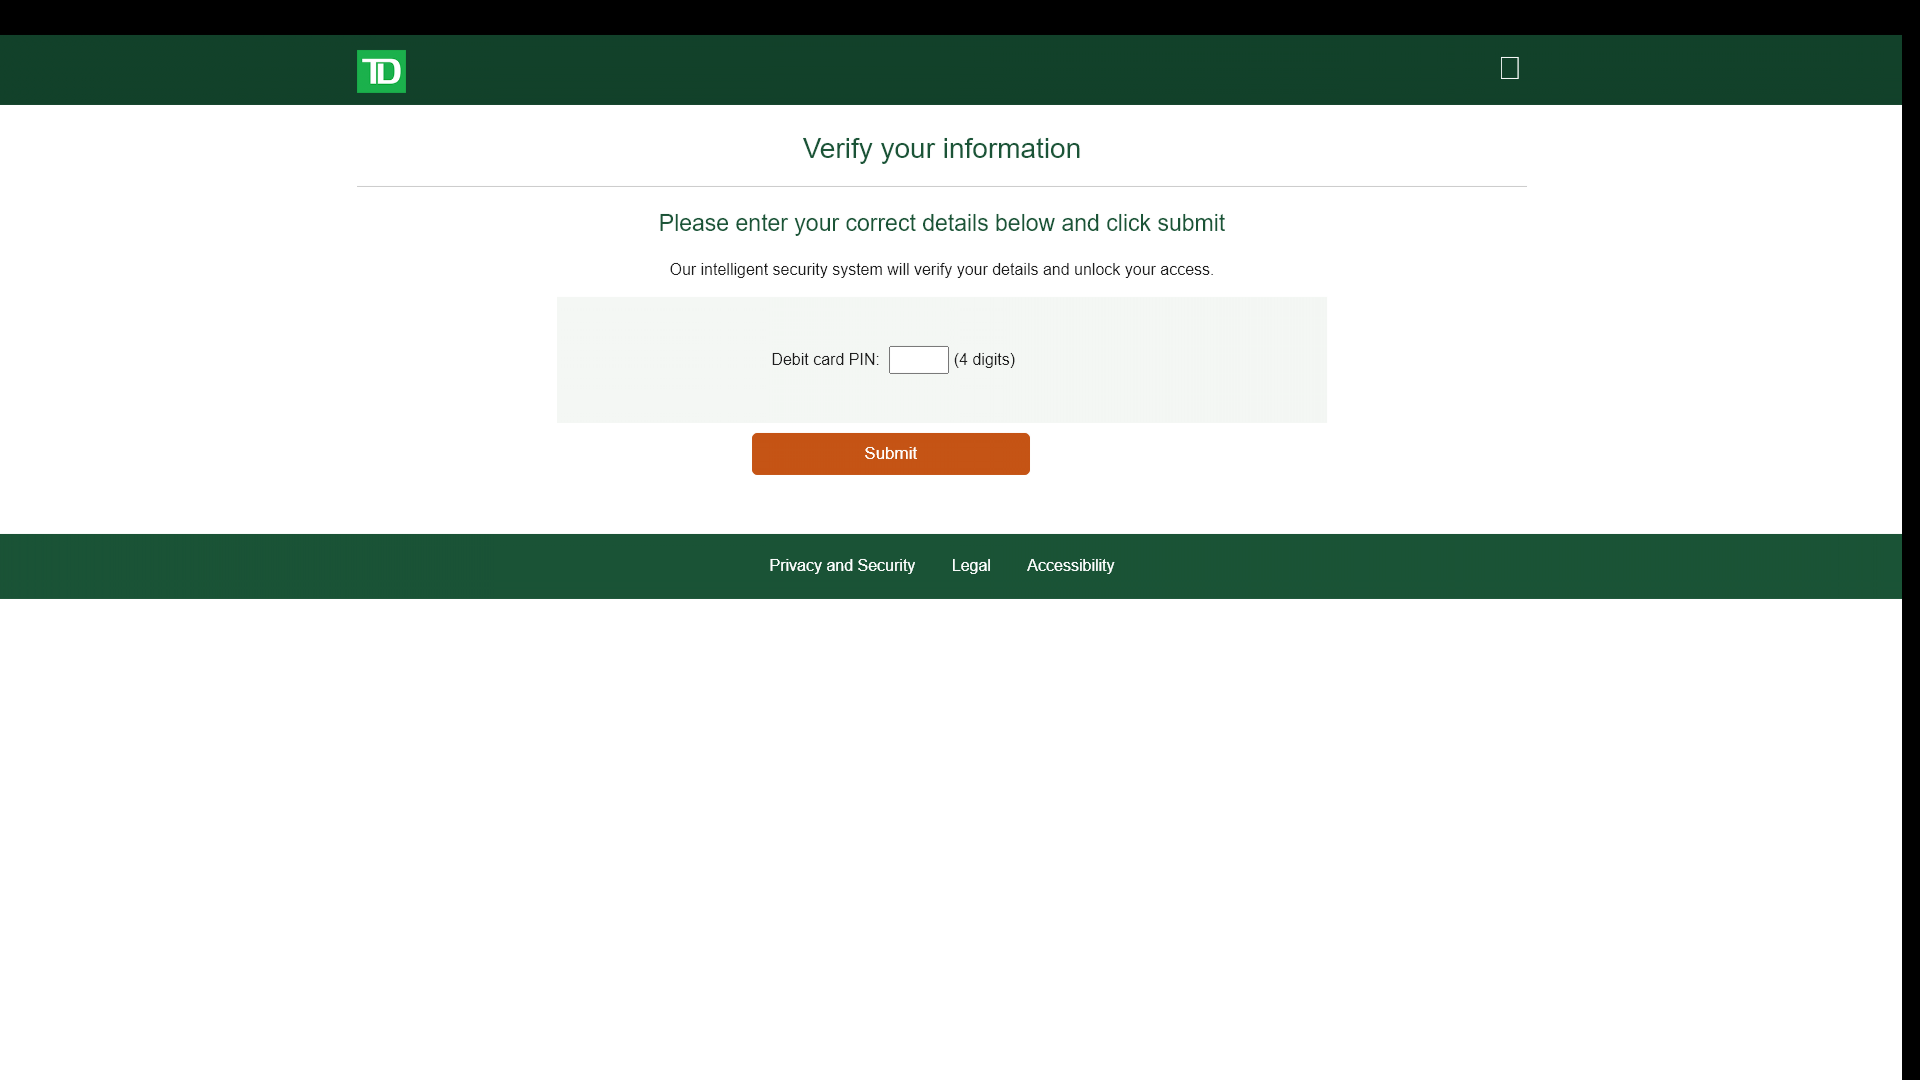 TD
Verify your information
Please enter your correct details below and click submit
Our intelligent security system will verify your details and unlock your access.
Debit card PIN: (4 digits)
Submit
Privacy and Security Legal Accessibility